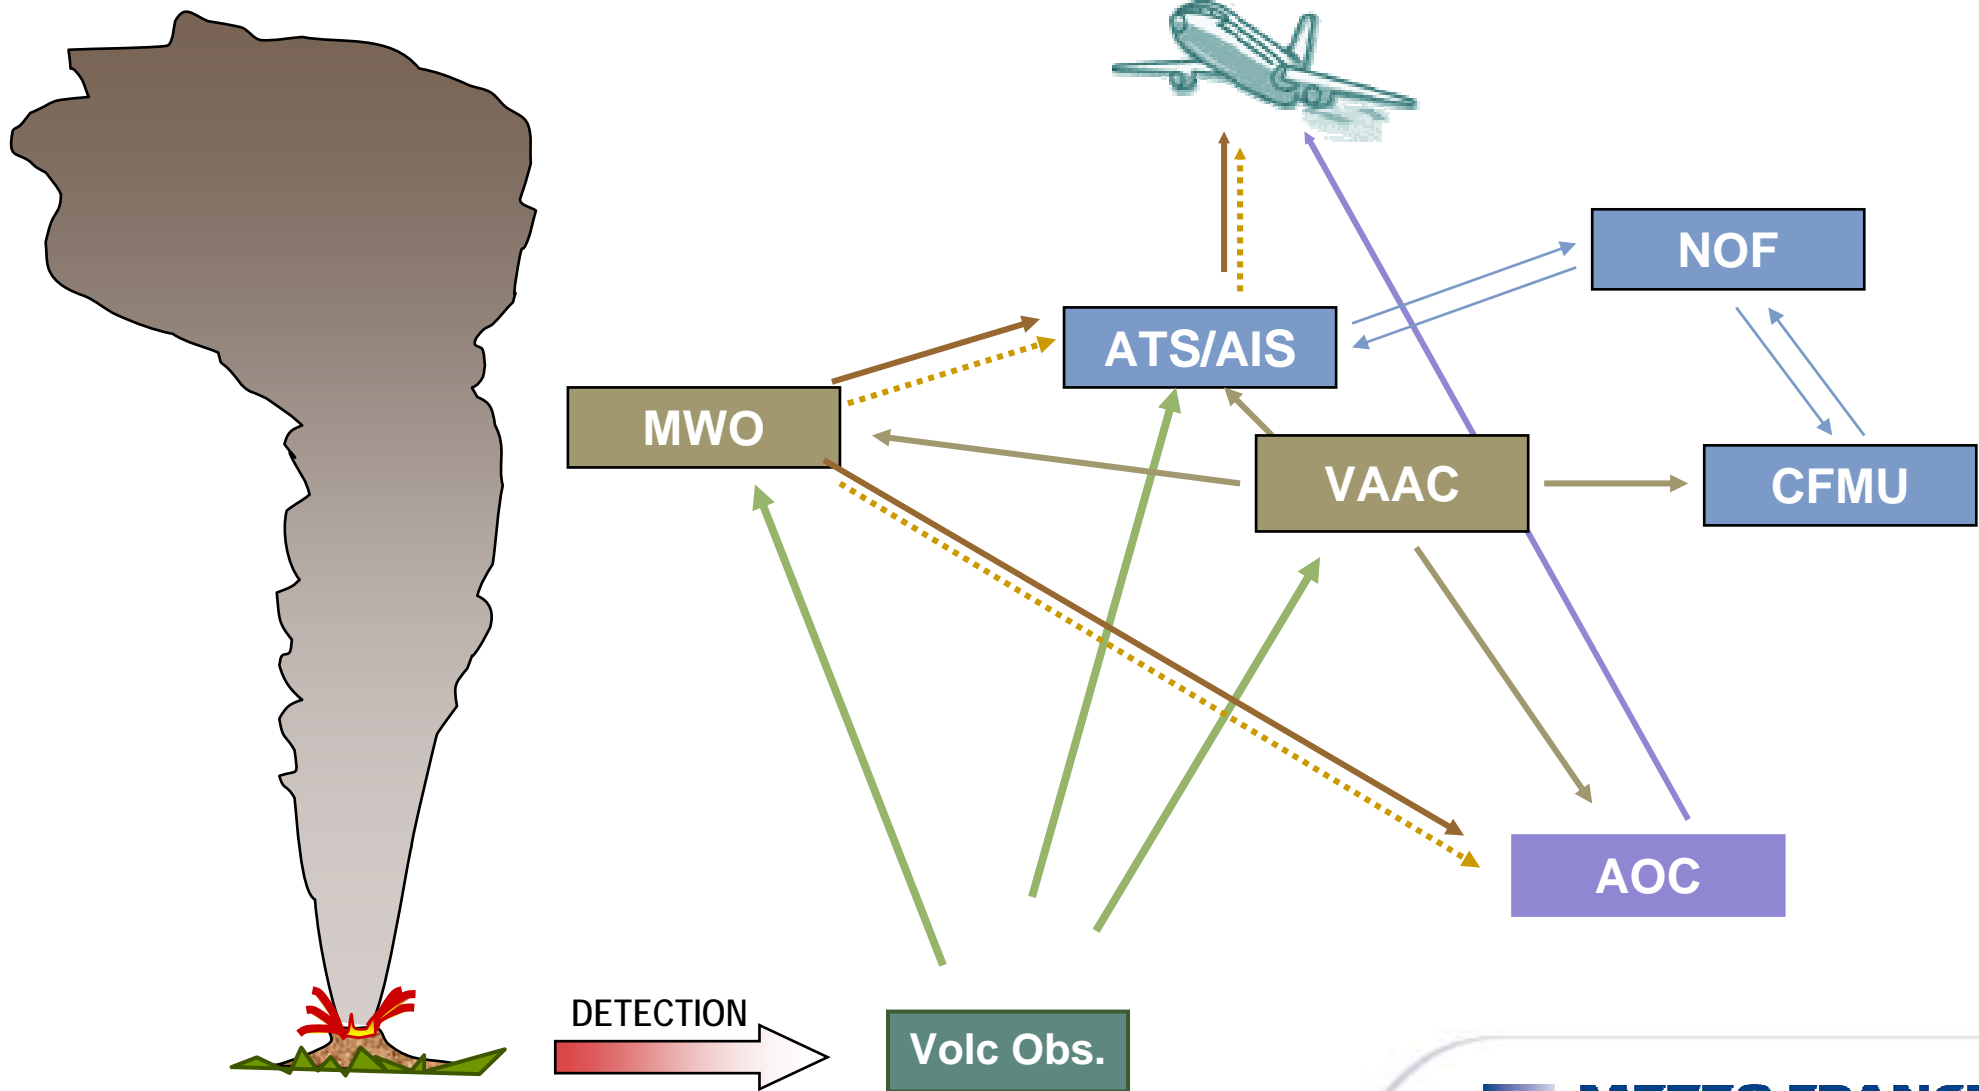 NOF
ATS/AIS
MWO
VAAC
CFMU
AOC
DETECTION
Volc Obs.